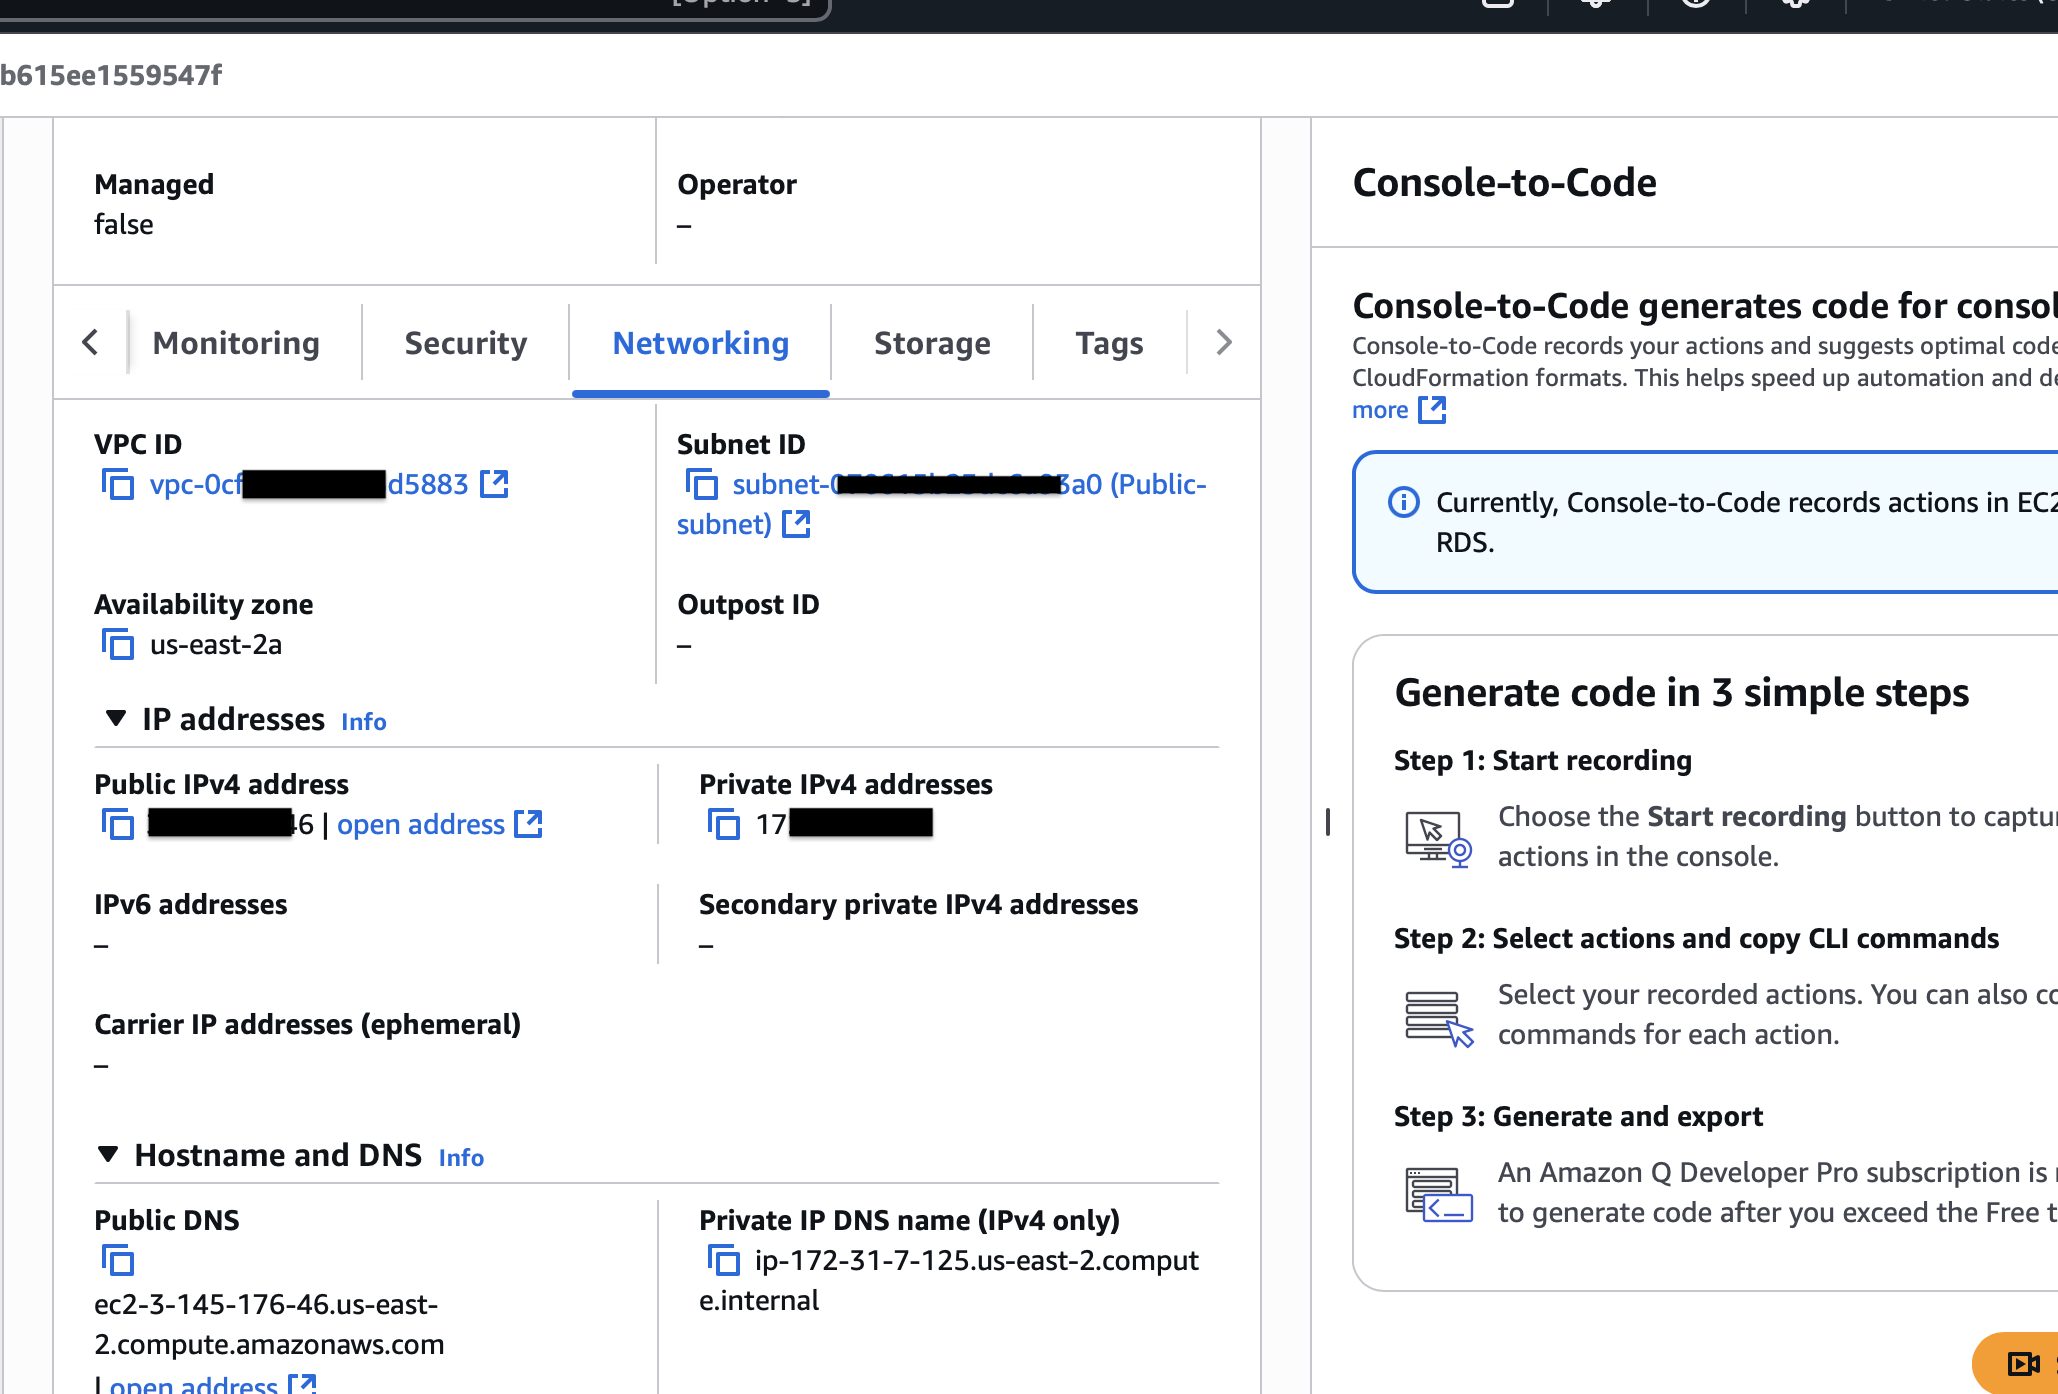 b615ee1559547f
Managed
false
Operator
–
Monitoring
Security
Networking
Storage
Tags
VPC ID
vpc-0cf d5883
Subnet ID
subnet- 3a0 (Public-
subnet)
Availability zone
us-east-2a
Outpost ID
–
IP addresses Info
Public IPv4 address
6 | open address
Private IPv4 addresses
17
IPv6 addresses
–
Secondary private IPv4 addresses
–
Carrier IP addresses (ephemeral)
–
Hostname and DNS Info
Public DNS
ec2-3-145-176-46.us-east-
2.compute.amazonaws.com
| open address
Private IP DNS name (IPv4 only)
ip-172-31-7-125.us-east-2.comput
e.internal
Console-to-Code
Console-to-Code generates code for consol
Console-to-Code records your actions and suggests optimal code
CloudFormation formats. This helps speed up automation and de
more
Currently, Console-to-Code records actions in EC2
RDS.
Generate code in 3 simple steps
Step 1: Start recording
Choose the Start recording button to captur
actions in the console.
Step 2: Select actions and copy CLI commands
Select your recorded actions. You can also co
commands for each action.
Step 3: Generate and export
An Amazon Q Developer Pro subscription is
to generate code after you exceed the Free t